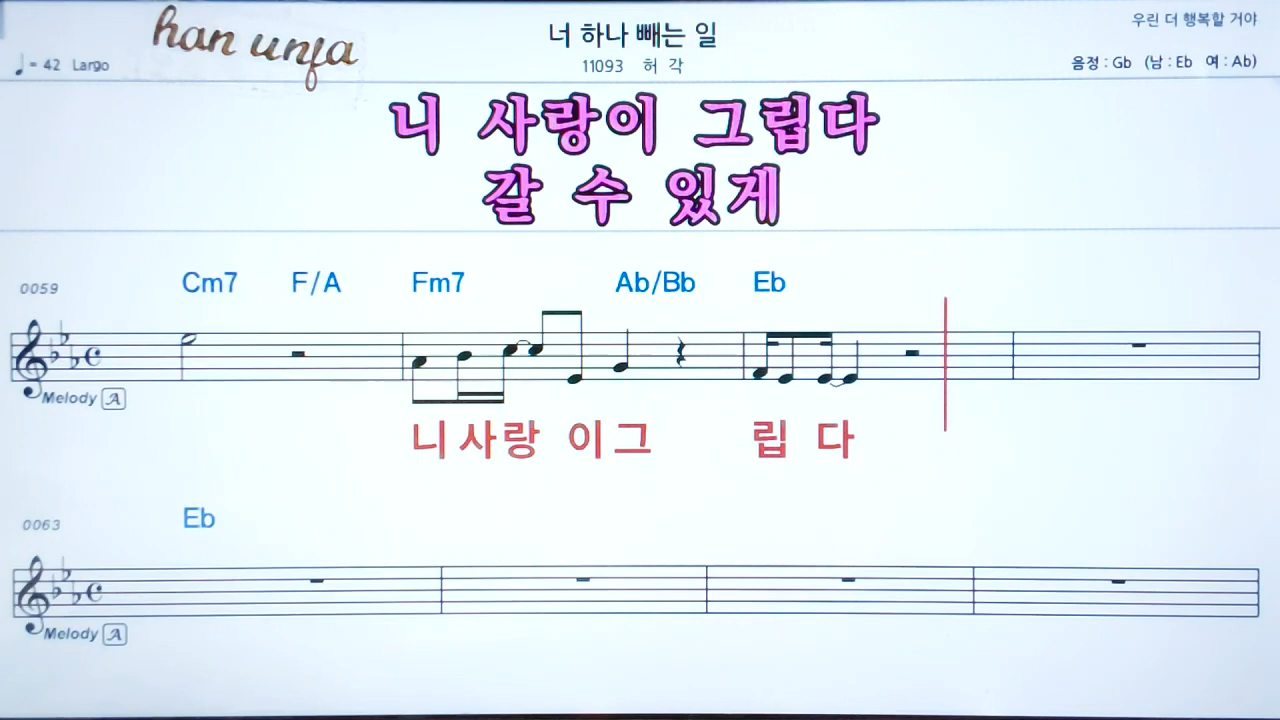 han unfa
너 하나 빼는 일
우린 더 행복할 거야
♩= 42 Largo
11093 허 각
음정 : Gb (남 : Eb 여 : Ab)
니 사랑이 그립다
갈 수 있게
0059 Cm7 F/A Fm7 Ab/Bb Eb
Melody A
니 사랑 이 그 립 다
0063 Eb
Melody A